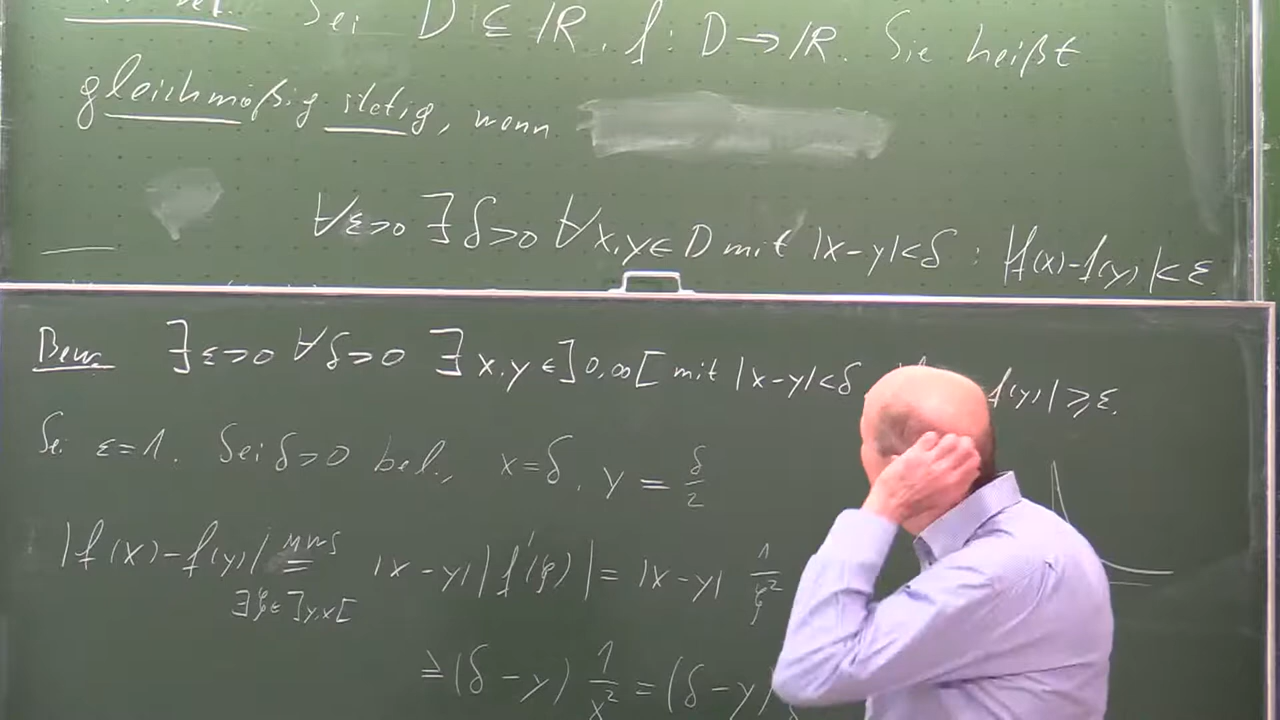 Sei D ⊆ ℝ, f: D → ℝ. Sie heißt
gleichmäßig stetig, wenn
∀ε>0 ∃δ>0 ∀x,y∈D mit |x-y|<δ : |f(x)-f(y)|<ε.
Bew. ∃ε>0 ∀δ>0 ∃x,y∈]0,∞[ mit |x-y|<δ f(y)|≥ε.
Sei ε=1. Sei δ>0 bel., x=δ, y=δ/2
|f(x)-f(y)| MWS = ∃ξ∈]y,x[ |x-y||f'(ξ)| = |x-y| 1/ξ²
≥ (δ-y) 1/x² = (δ-y)